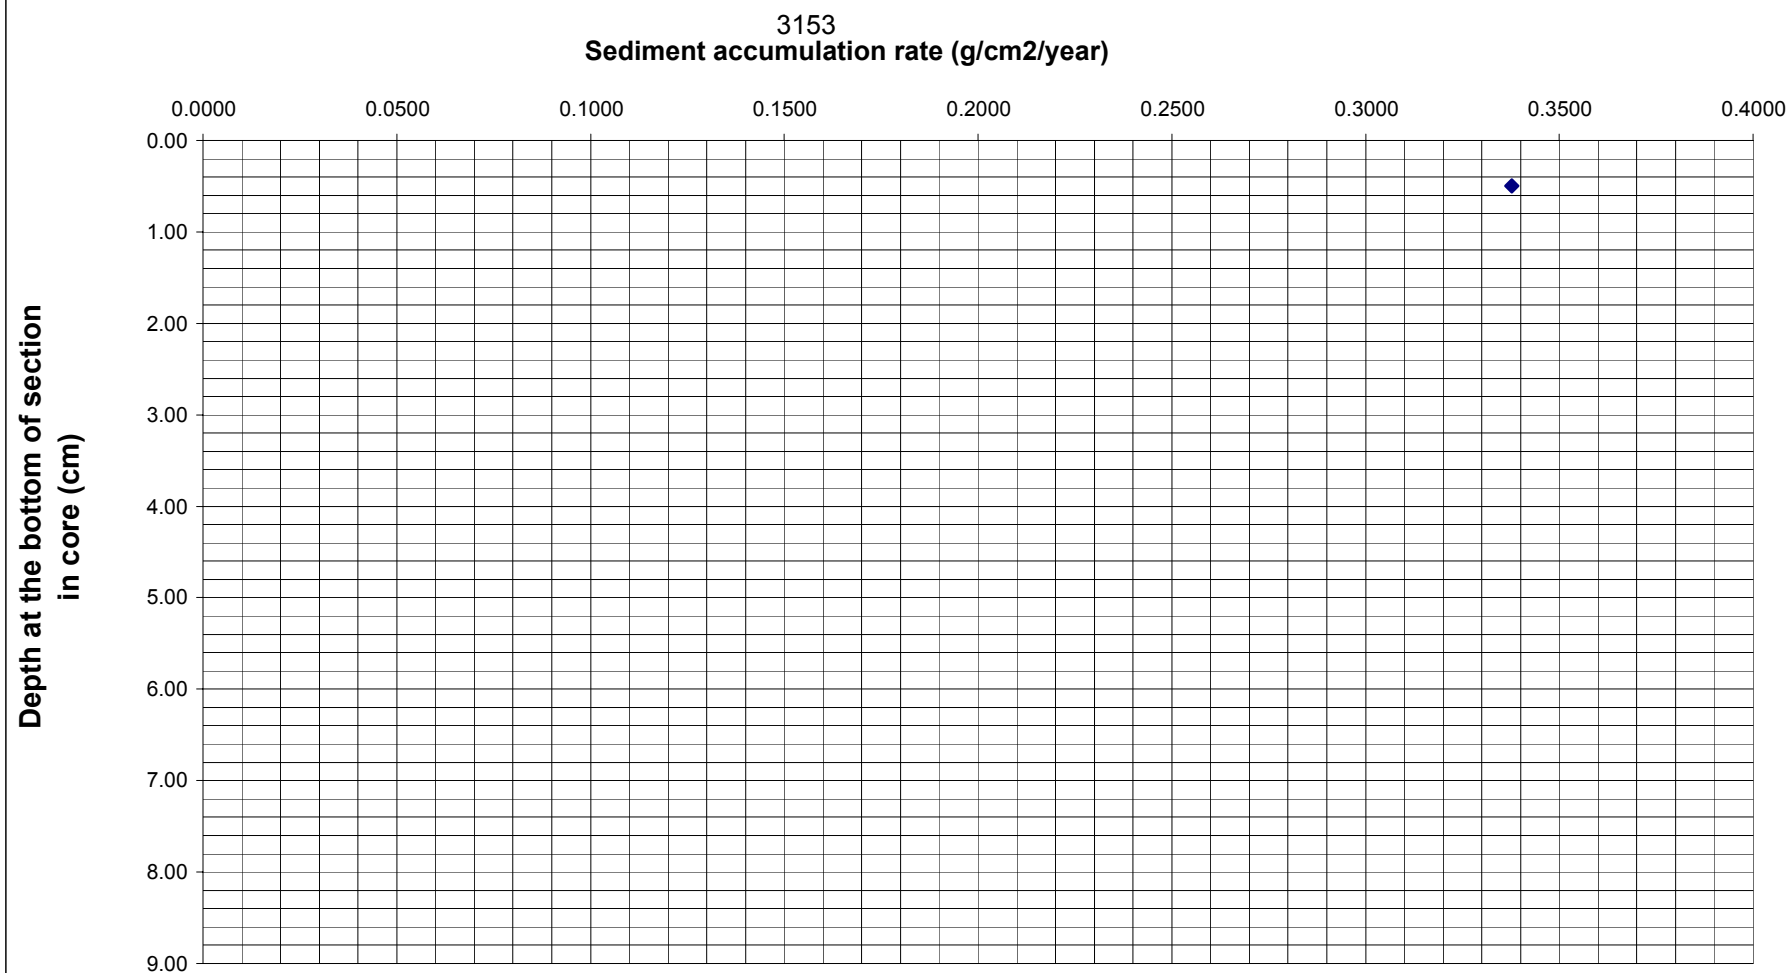 3153
Sediment accumulation rate (g/cm2/year)
0.0000 0.0500 0.1000 0.1500 0.2000 0.2500 0.3000 0.3500 0.4000
0.00
1.00
2.00
3.00
4.00
5.00
6.00
7.00
8.00
9.00
Depth at the bottom of section
in core (cm)